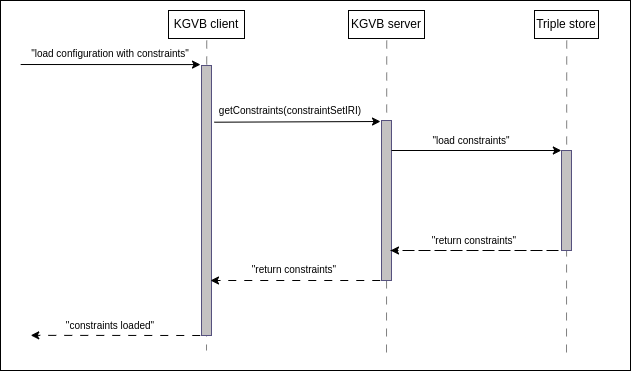 KGVB client
KGVB server
Triple store
"load configuration with constraints"
getConstraints(constraintSetIRI)
"load constraints"
"return constraints"
"return constraints"
"constraints loaded"